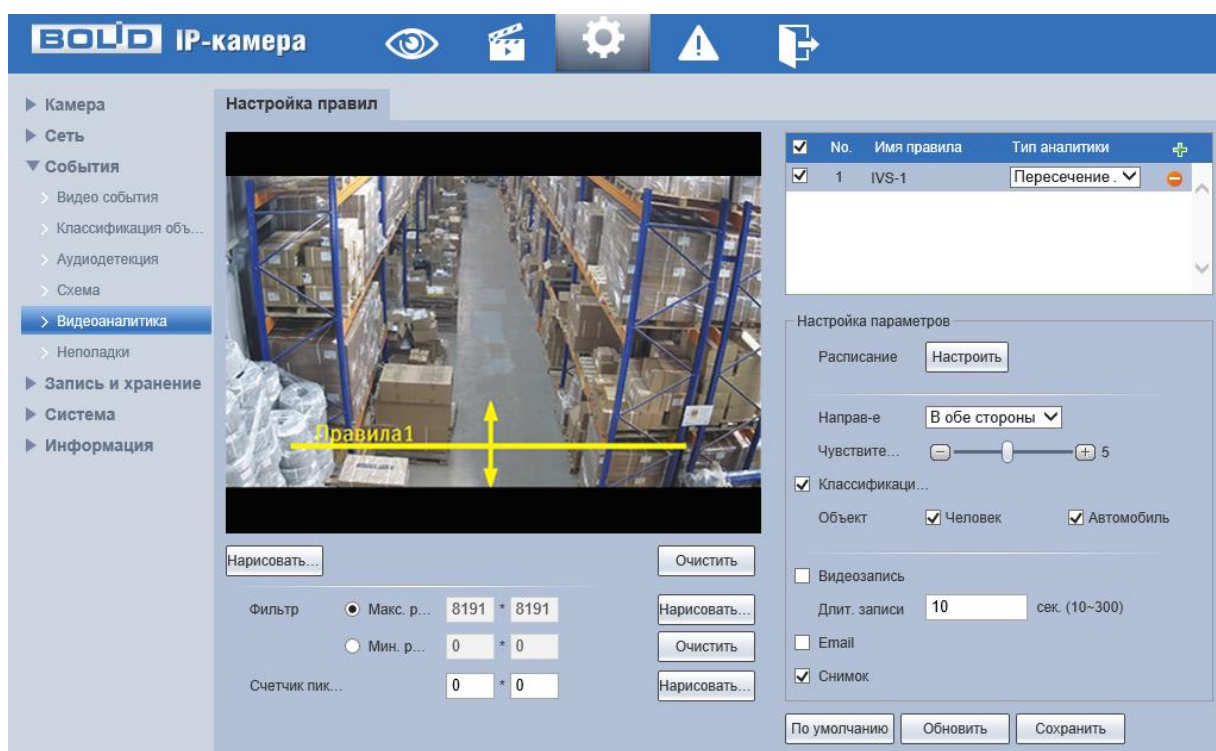 BOLID IP-камера
Камера
Сеть
События
Видео события
Классификация объ...
Аудиодетекция
Схема
Видеоаналитика
Неполадки
Запись и хранение
Система
Информация
Настройка правил
Правила1
Нарисовать...
Очистить
Фильтр
Макс. р...
8191 * 8191
Нарисовать...
Мин. р...
0 * 0
Очистить
Счетчик пик...
0 * 0
Нарисовать...
No. Имя правила Тип аналитики
1 IVS-1 Пересечение .
Настройка параметров
Расписание Настроить
Направ-е В обе стороны
Чувствите... 5
Классификаци...
Объект Человек Автомобиль
Видеозапись
Длит. записи 10 сек. (10~300)
Email
Снимок
По умолчанию Обновить Сохранить